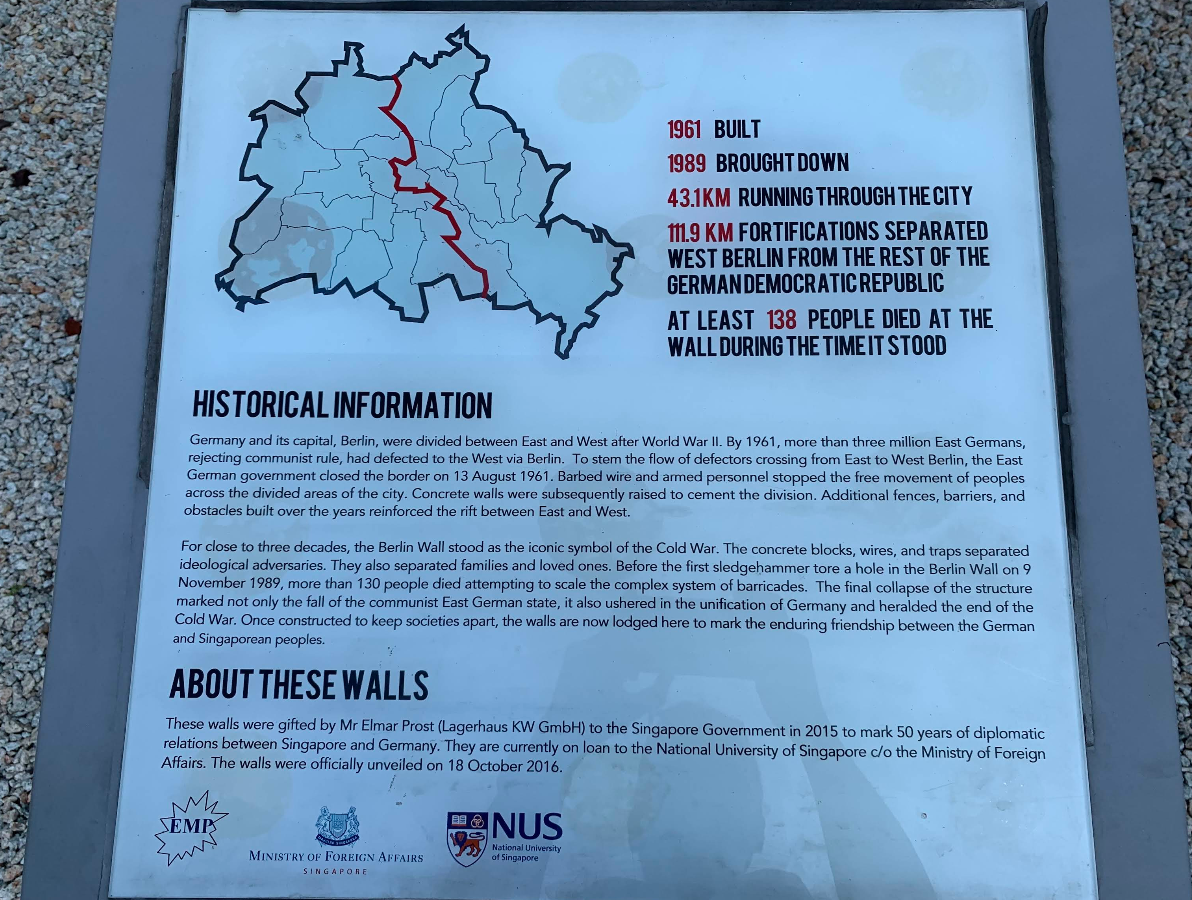 1961 BUILT
1989 BROUGHT DOWN
43.1 KM RUNNING THROUGH THE CITY
111.9 KM FORTIFICATIONS SEPARATED
WEST BERLIN FROM THE REST OF THE
GERMAN DEMOCRATIC REPUBLIC
AT LEAST 138 PEOPLE DIED AT THE
WALL DURING THE TIME IT STOOD
HISTORICAL INFORMATION
Germany and its capital, Berlin, were divided between East and West after World War II. By 1961, more than three million East Germans,
rejecting communist rule, had defected to the West via Berlin. To stem the flow of defectors crossing from East to West Berlin, the East
German government closed the border on 13 August 1961. Barbed wire and armed personnel stopped the free movement of peoples
across the divided areas of the city. Concrete walls were subsequently raised to cement the division. Additional fences, barriers, and
obstacles built over the years reinforced the rift between East and West.
For close to three decades, the Berlin Wall stood as the iconic symbol of the Cold War. The concrete blocks, wires, and traps separated
ideological adversaries. They also separated families and loved ones. Before the first sledgehammer tore a hole in the Berlin Wall on 9
November 1989, more than 130 people died attempting to scale the complex system of barricades. The final collapse of the structure
marked not only the fall of the communist East German state, it also ushered in the unification of Germany and heralded the end of the
Cold War. Once constructed to keep societies apart, the walls are now lodged here to mark the enduring friendship between the German
and Singaporean peoples.
ABOUT THESE WALLS
These walls were gifted by Mr Elmar Prost (Lagerhaus KW GmbH) to the Singapore Government in 2015 to mark 50 years of diplomatic
relations between Singapore and Germany. They are currently on loan to the National University of Singapore c/o the Ministry of Foreign
Affairs. The walls were officially unveiled on 18 October 2016.
EMP
MINISTRY OF FOREIGN AFFAIRS
SINGAPORE
NUS
National University
of Singapore